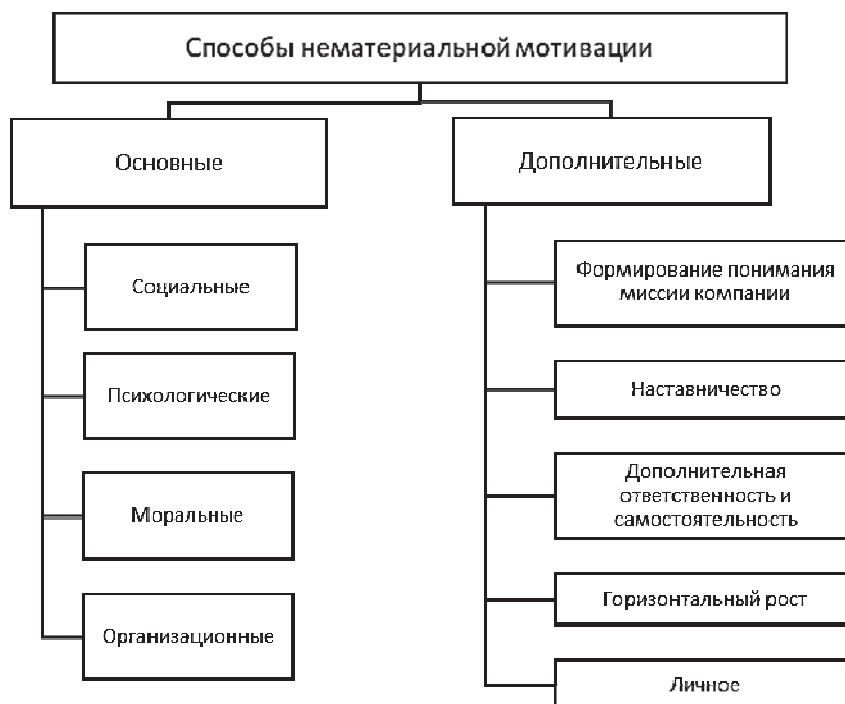 Способы нематериальной мотивации
Основные
Дополнительные
Социальные
Психологические
Моральные
Организационные
Формирование понимания
миссии компании
Наставничество
Дополнительная
ответственность и
самостоятельность
Горизонтальный рост
Личное